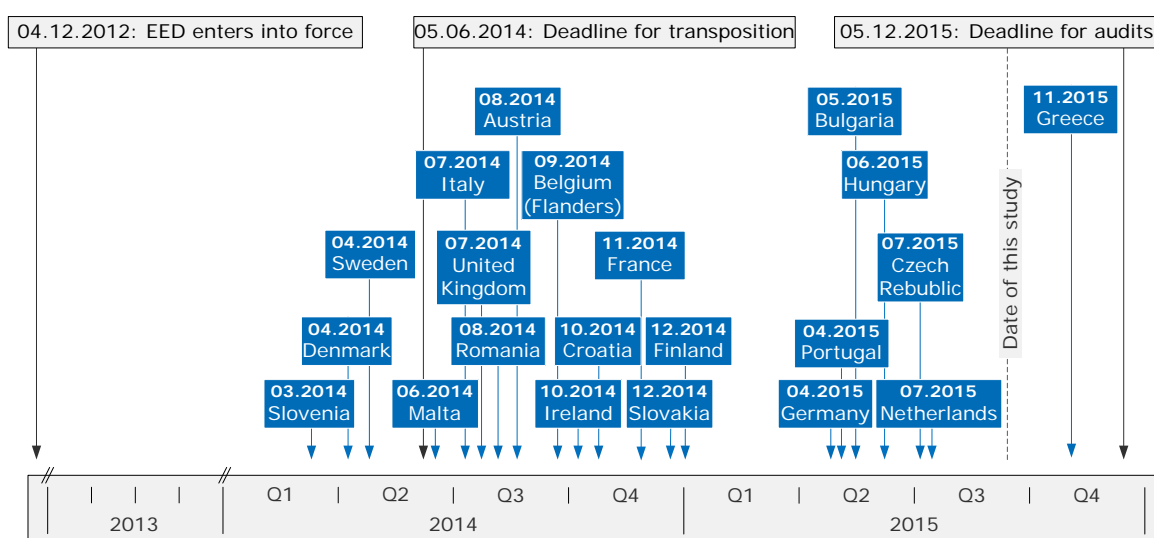 04.12.2012: EED enters into force
05.06.2014: Deadline for transposition
05.12.2015: Deadline for audits
08.2014
Austria
05.2015
Bulgaria
11.2015
Greece
07.2014
Italy
09.2014
Belgium
(Flanders)
06.2015
Hungary
04.2014
Sweden
07.2014
United
Kingdom
11.2014
France
07.2015
Czech
Rebublic
Date of this study
04.2014
Denmark
08.2014
Romania
10.2014
Croatia
12.2014
Finland
04.2015
Portugal
03.2014
Slovenia
06.2014
Malta
10.2014
Ireland
12.2014
Slovakia
04.2015
Germany
07.2015
Netherlands
Q1
Q2
Q3
Q4
Q1
Q2
Q3
Q4
2013
2014
2015